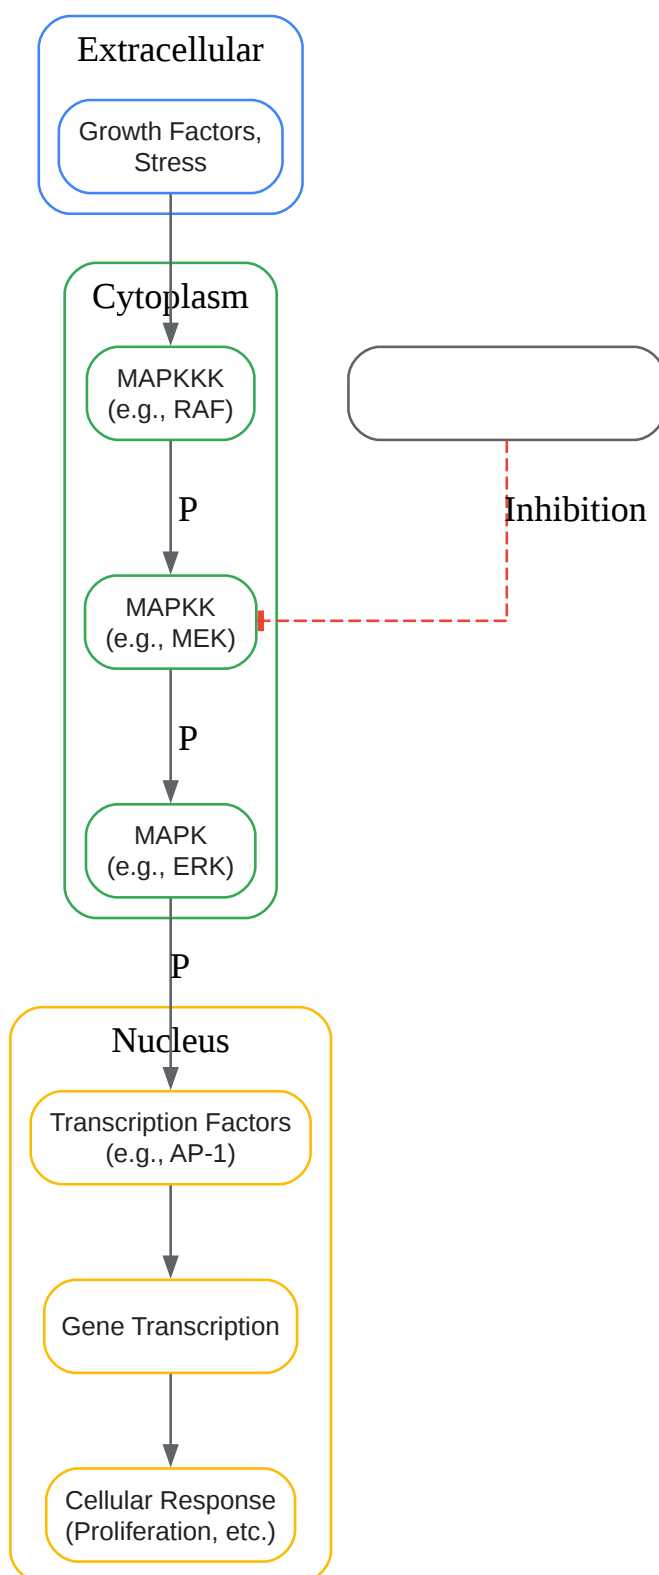 Extracellular
Growth Factors,
Stress
Cytoplasm
MAPKKK
(e.g., RAF)
P
Inhibition
MAPKK
(e.g., MEK)
P
MAPK
(e.g., ERK)
P
Nucleus
Transcription Factors
(e.g., AP-1)
Gene Transcription
Cellular Response
(Proliferation, etc.)